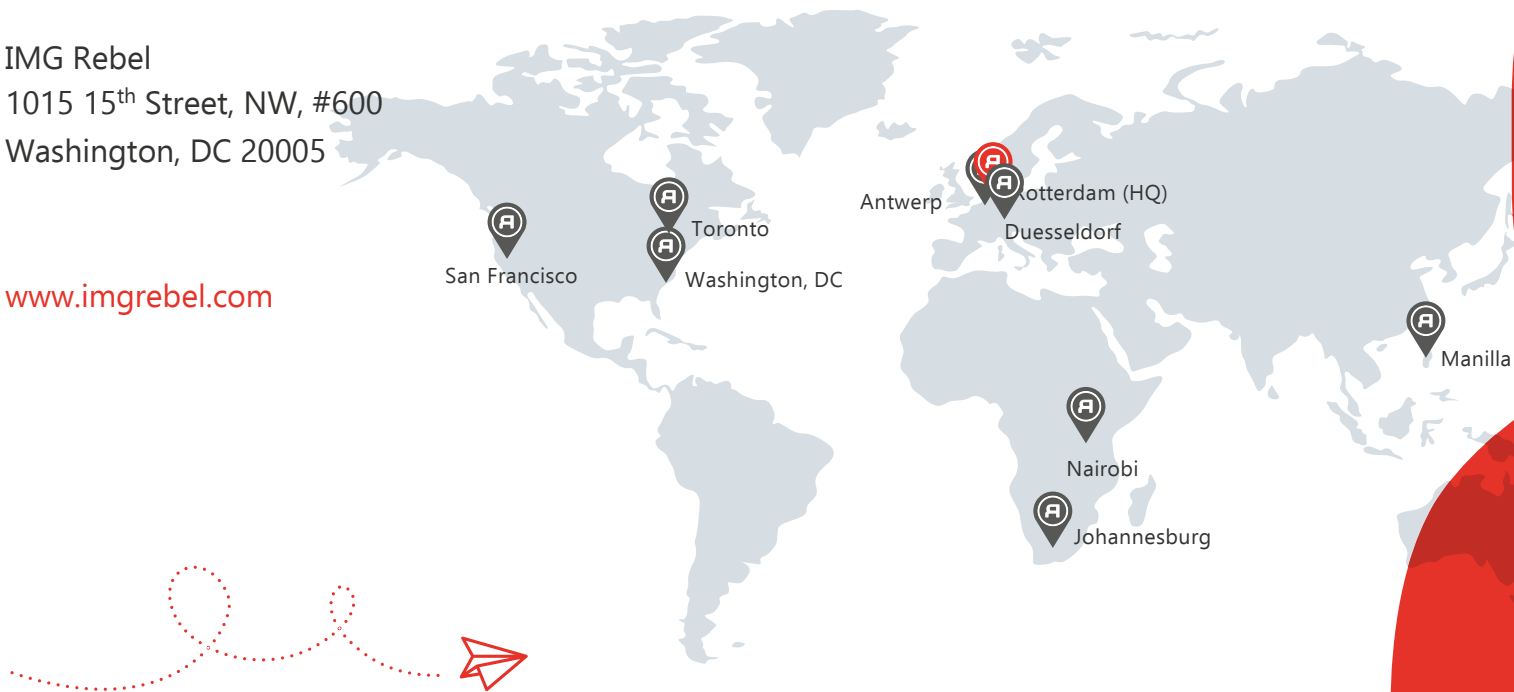 IMG Rebel
1015 15th Street, NW, #600
Washington, DC 20005
www.imgrebel.com
Antwerp
Rotterdam (HQ)
Duesseldorf
Toronto
San Francisco
Washington, DC
Manilla
Nairobi
Johannesburg